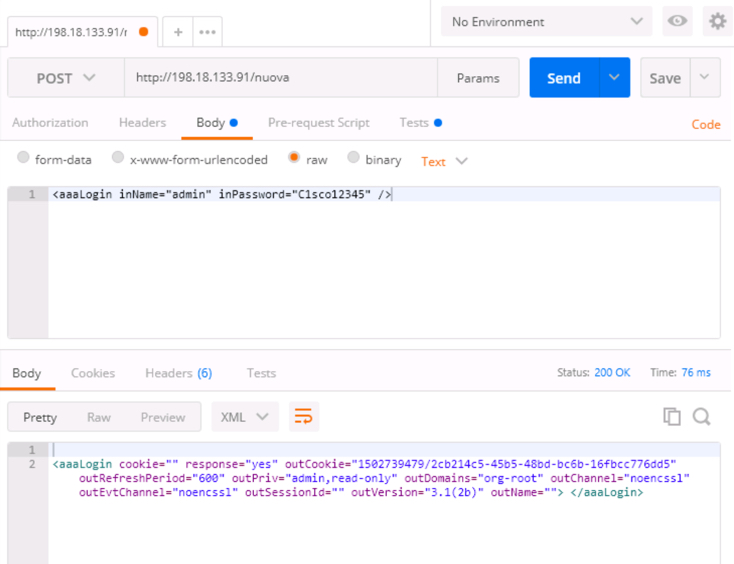 http://198.18.133.91/r + ••• No Environment
POST http://198.18.133.91/nuova Params Send Save
Authorization Headers Body Pre-request Script Tests Code
form-data x-www-form-urlencoded raw binary Text
1 <aaaLogin inName="admin" inPassword="C1sco12345" />
Body Cookies Headers (6) Tests Status: 200 OK Time: 76 ms
Pretty Raw Preview XML
1
2 <aaaLogin cookie="" response="yes" outCookie="1502739479/2cb214c5-45b5-48bd-bc6b-16fbcc776dd5"
outRefreshPeriod="600" outPriv="admin,read-only" outDomains="org-root" outChannel="noencssl"
outEvtChannel="noencssl" outSessionId="" outVersion="3.1(2b)" outName=""> </aaaLogin>